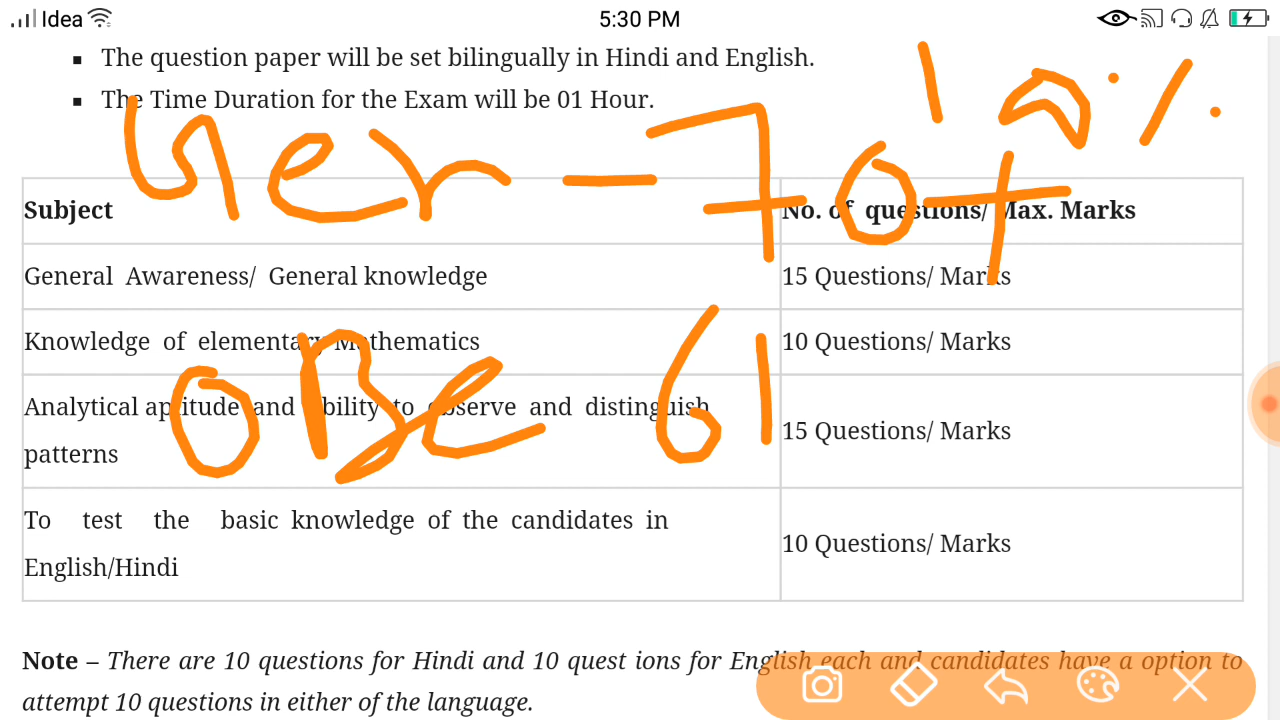 Idea 5:30 PM
▪ The question paper will be set bilingually in Hindi and English.
▪ The Time Duration for the Exam will be 01 Hour.
10%
Ger - 70 +
Subject No. of questions/ Max. Marks
General Awareness/ General knowledge 15 Questions/ Marks
Knowledge of elementary Mathematics 10 Questions/ Marks
OBC 61
Analytical aptitude and ability to observe and distinguish
patterns 15 Questions/ Marks
To test the basic knowledge of the candidates in
English/Hindi 10 Questions/ Marks
Note – There are 10 questions for Hindi and 10 quest ions for English each and candidates have a option to
attempt 10 questions in either of the language.